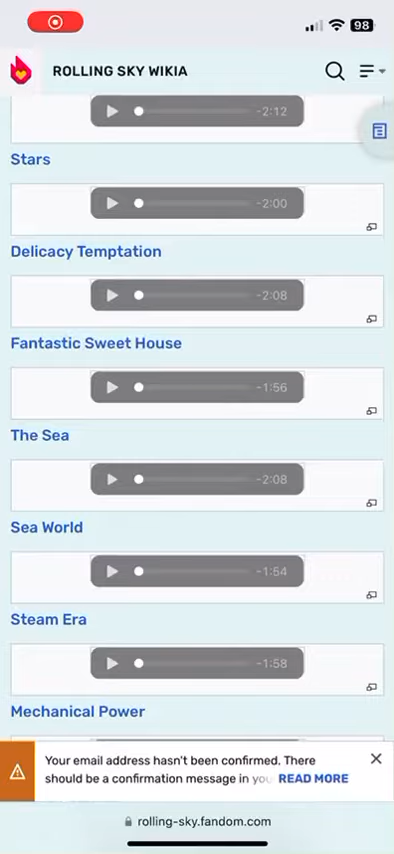 98
ROLLING SKY WIKIA
-2:12
Stars
-2:00
Delicacy Temptation
-2:08
Fantastic Sweet House
-1:56
The Sea
-2:08
Sea World
-1:54
Steam Era
-1:58
Mechanical Power
Your email address hasn't been confirmed. There
should be a confirmation message in you READ MORE
rolling-sky.fandom.com